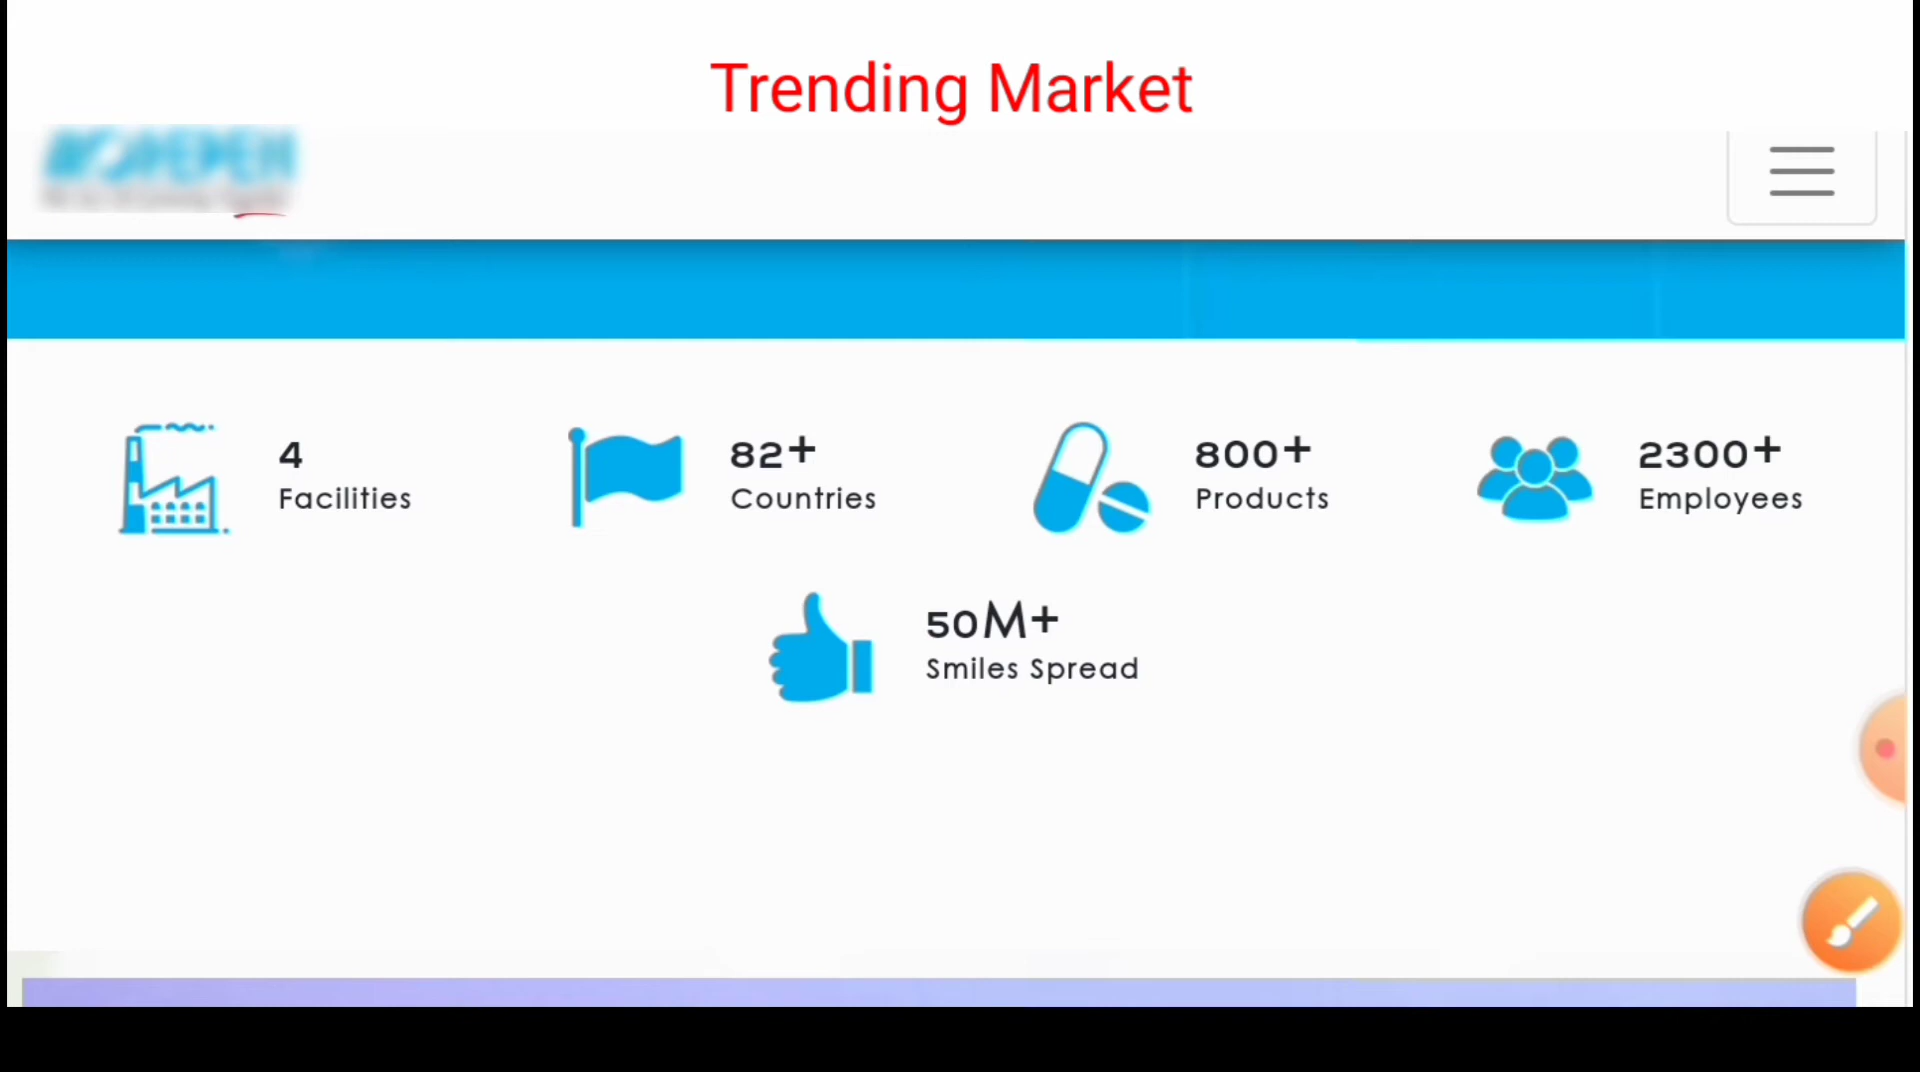 Trending Market
4
Facilities
82+
Countries
800+
Products
2300+
Employees
50M+
Smiles Spread